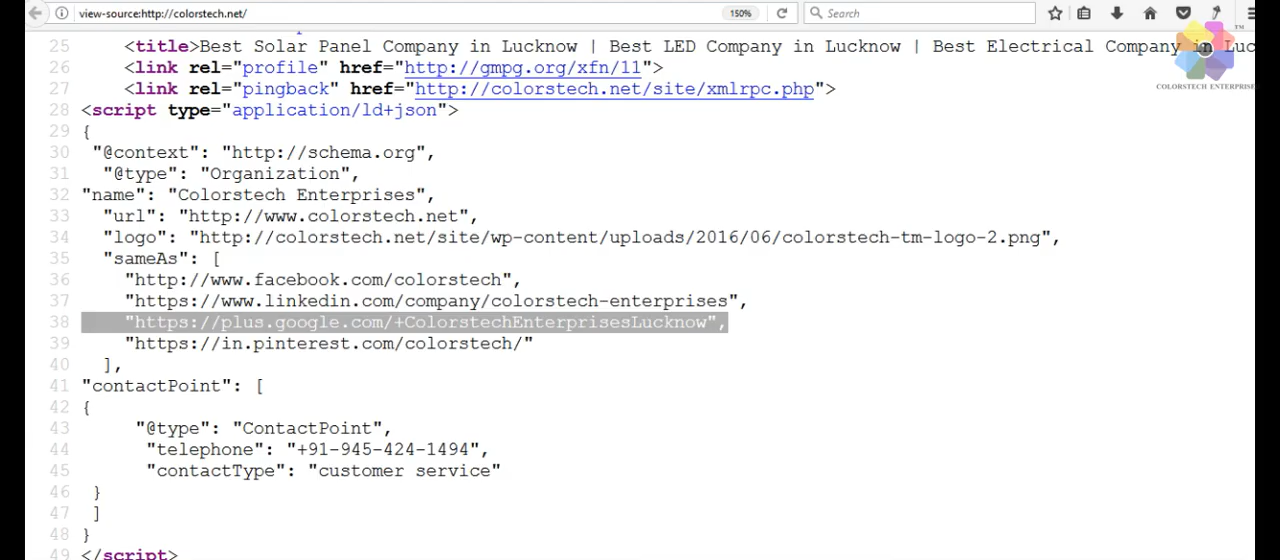 view-source:http://colorstech.net/
150%
Search
25 <title>Best Solar Panel Company in Lucknow | Best LED Company in Lucknow | Best Electrical Company in Luc
26 <link rel="profile" href="http://gmpg.org/xfn/11">
27 <link rel="pingback" href="http://colorstech.net/site/xmlrpc.php">
28 <script type="application/ld+json">
29 {
30 "@context": "http://schema.org",
31 "@type": "Organization",
32 "name": "Colorstech Enterprises",
33 "url": "http://www.colorstech.net",
34 "logo": "http://colorstech.net/site/wp-content/uploads/2016/06/colorstech-tm-logo-2.png",
35 "sameAs": [
36 "http://www.facebook.com/colorstech",
37 "https://www.linkedin.com/company/colorstech-enterprises",
38 "https://plus.google.com/+ColorstechEnterprisesLucknow",
39 "https://in.pinterest.com/colorstech/"
40 ],
41 "contactPoint": [
42 {
43 "@type": "ContactPoint",
44 "telephone": "+91-945-424-1494",
45 "contactType": "customer service"
46 }
47 ]
48 }
49 </script>
TM
COLORSTECH ENTERPRISE